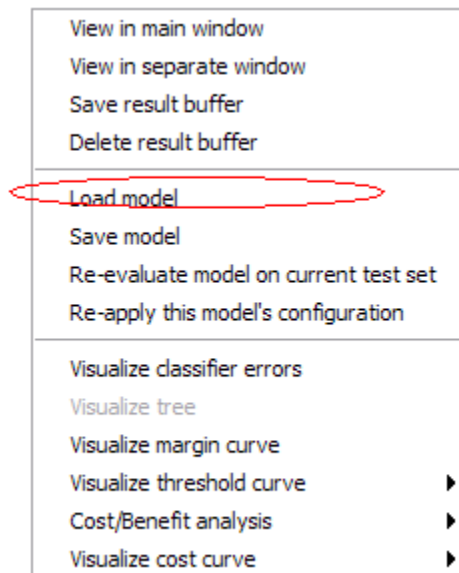 View in main window
View in separate window
Save result buffer
Delete result buffer
Load model
Save model
Re-evaluate model on current test set
Re-apply this model's configuration
Visualize classifier errors
Visualize tree
Visualize margin curve
Visualize threshold curve
Cost/Benefit analysis
Visualize cost curve